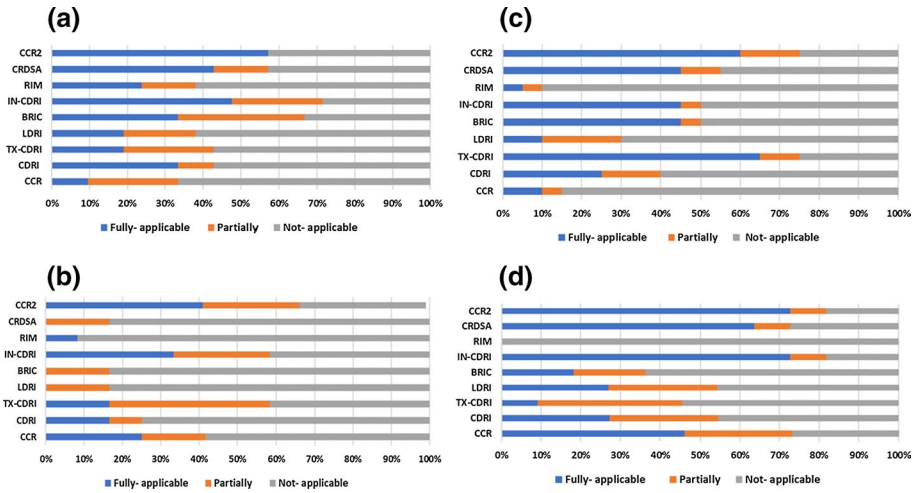 (a)
CCR2
CRDSA
RIM
IN-CDRI
BRIC
LDRI
TX-CDRI
CDRI
CCR
0% 10% 20% 30% 40% 50% 60% 70% 80% 90% 100%
Fully- applicable Partially Not- applicable
(c)
CCR2
CRDSA
RIM
IN-CDRI
BRIC
LDRI
TX-CDRI
CDRI
CCR
0% 10% 20% 30% 40% 50% 60% 70% 80% 90% 100%
Fully- applicable Partially Not- applicable
(b)
CCR2
CRDSA
RIM
IN-CDRI
BRIC
LDRI
TX-CDRI
CDRI
CCR
0% 10% 20% 30% 40% 50% 60% 70% 80% 90% 100%
Fully- applicable Partially Not- applicable
(d)
CCR2
CRDSA
RIM
IN-CDRI
BRIC
LDRI
TX-CDRI
CDRI
CCR
0% 10% 20% 30% 40% 50% 60% 70% 80% 90% 100%
Fully- applicable Partially Not- applicable